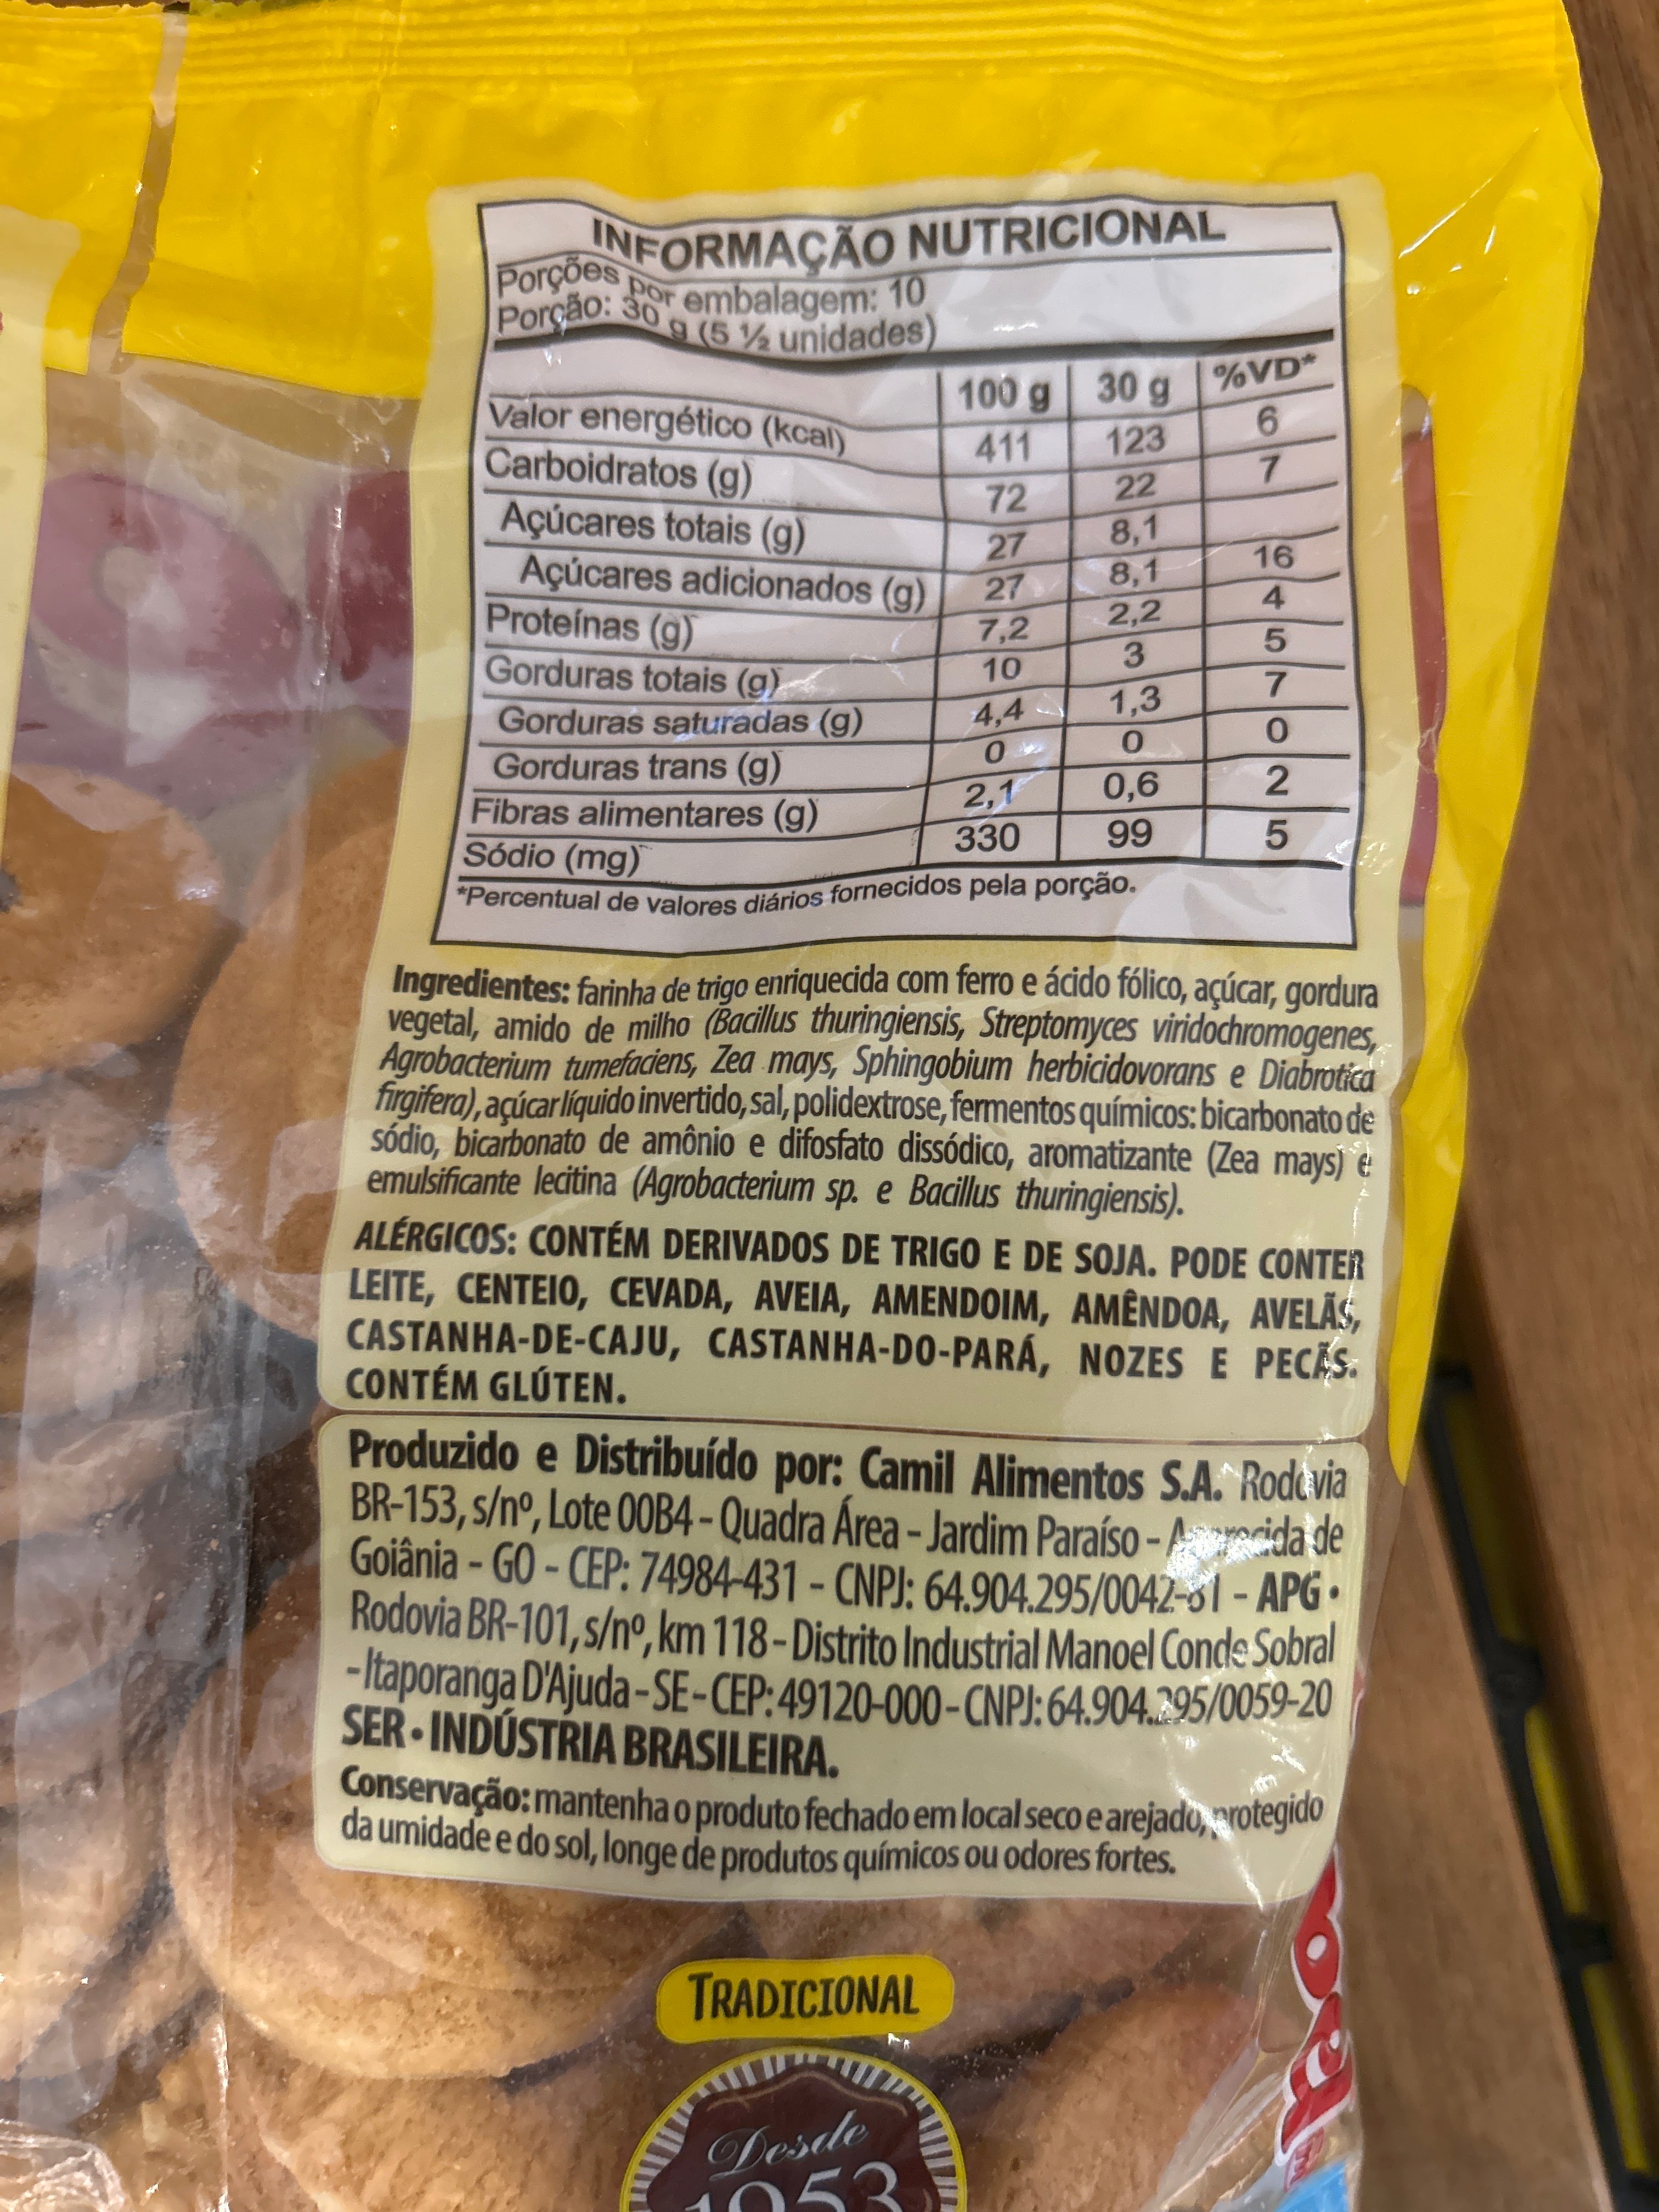 INFORMAÇÃO NUTRICIONAL
Porções por embalagem: 10
Porção: 30 g (5 ½ unidades)
100 g 30 g %VD*
Valor energético (kcal) 411 123 6
Carboidratos (g) 72 22 7
Açúcares totais (g) 27 8,1
Açúcares adicionados (g) 27 8,1 16
Proteínas (g) 7,2 2,2 4
Gorduras totais (g) 10 3 5
Gorduras saturadas (g) 4,4 1,3 7
Gorduras trans (g) 0 0 0
Fibras alimentares (g) 2,1 0,6 2
Sódio (mg) 330 99 5
*Percentual de valores diários fornecidos pela porção.
Ingredientes: farinha de trigo enriquecida com ferro e ácido fólico, açúcar, gordura
vegetal, amido de milho (Bacillus thuringiensis, Streptomyces viridochromogenes,
Agrobacterium tumefaciens, Zea mays, Sphingobium herbicidovorans e Diabrotica
firgifera), açúcar líquido invertido, sal, polidextrose, fermentos químicos: bicarbonato de
sódio, bicarbonato de amônio e difosfato dissódico, aromatizante (Zea mays) e
emulsificante lecitina (Agrobacterium sp. e Bacillus thuringiensis).
ALÉRGICOS: CONTÉM DERIVADOS DE TRIGO E DE SOJA. PODE CONTER
LEITE, CENTEIO, CEVADA, AVEIA, AMENDOIM, AMÊNDOA, AVELÃS,
CASTANHA-DE-CAJU, CASTANHA-DO-PARÁ, NOZES E PECÃS.
CONTÉM GLÚTEN.
Produzido e Distribuído por: Camil Alimentos S.A. Rodovia
BR-153, s/nº, Lote 00B4 - Quadra Área - Jardim Paraíso - Aparecida de
Goiânia - GO - CEP: 74984-431 - CNPJ: 64.904.295/0042-81 - APG •
Rodovia BR-101, s/nº, km 118 - Distrito Industrial Manoel Conde Sobral
- Itaporanga D'Ajuda - SE - CEP: 49120-000 - CNPJ: 64.904.295/0059-20
SER • INDÚSTRIA BRASILEIRA.
Conservação: mantenha o produto fechado em local seco e arejado, protegido
da umidade e do sol, longe de produtos químicos ou odores fortes.
TRADICIONAL
Desde
1953